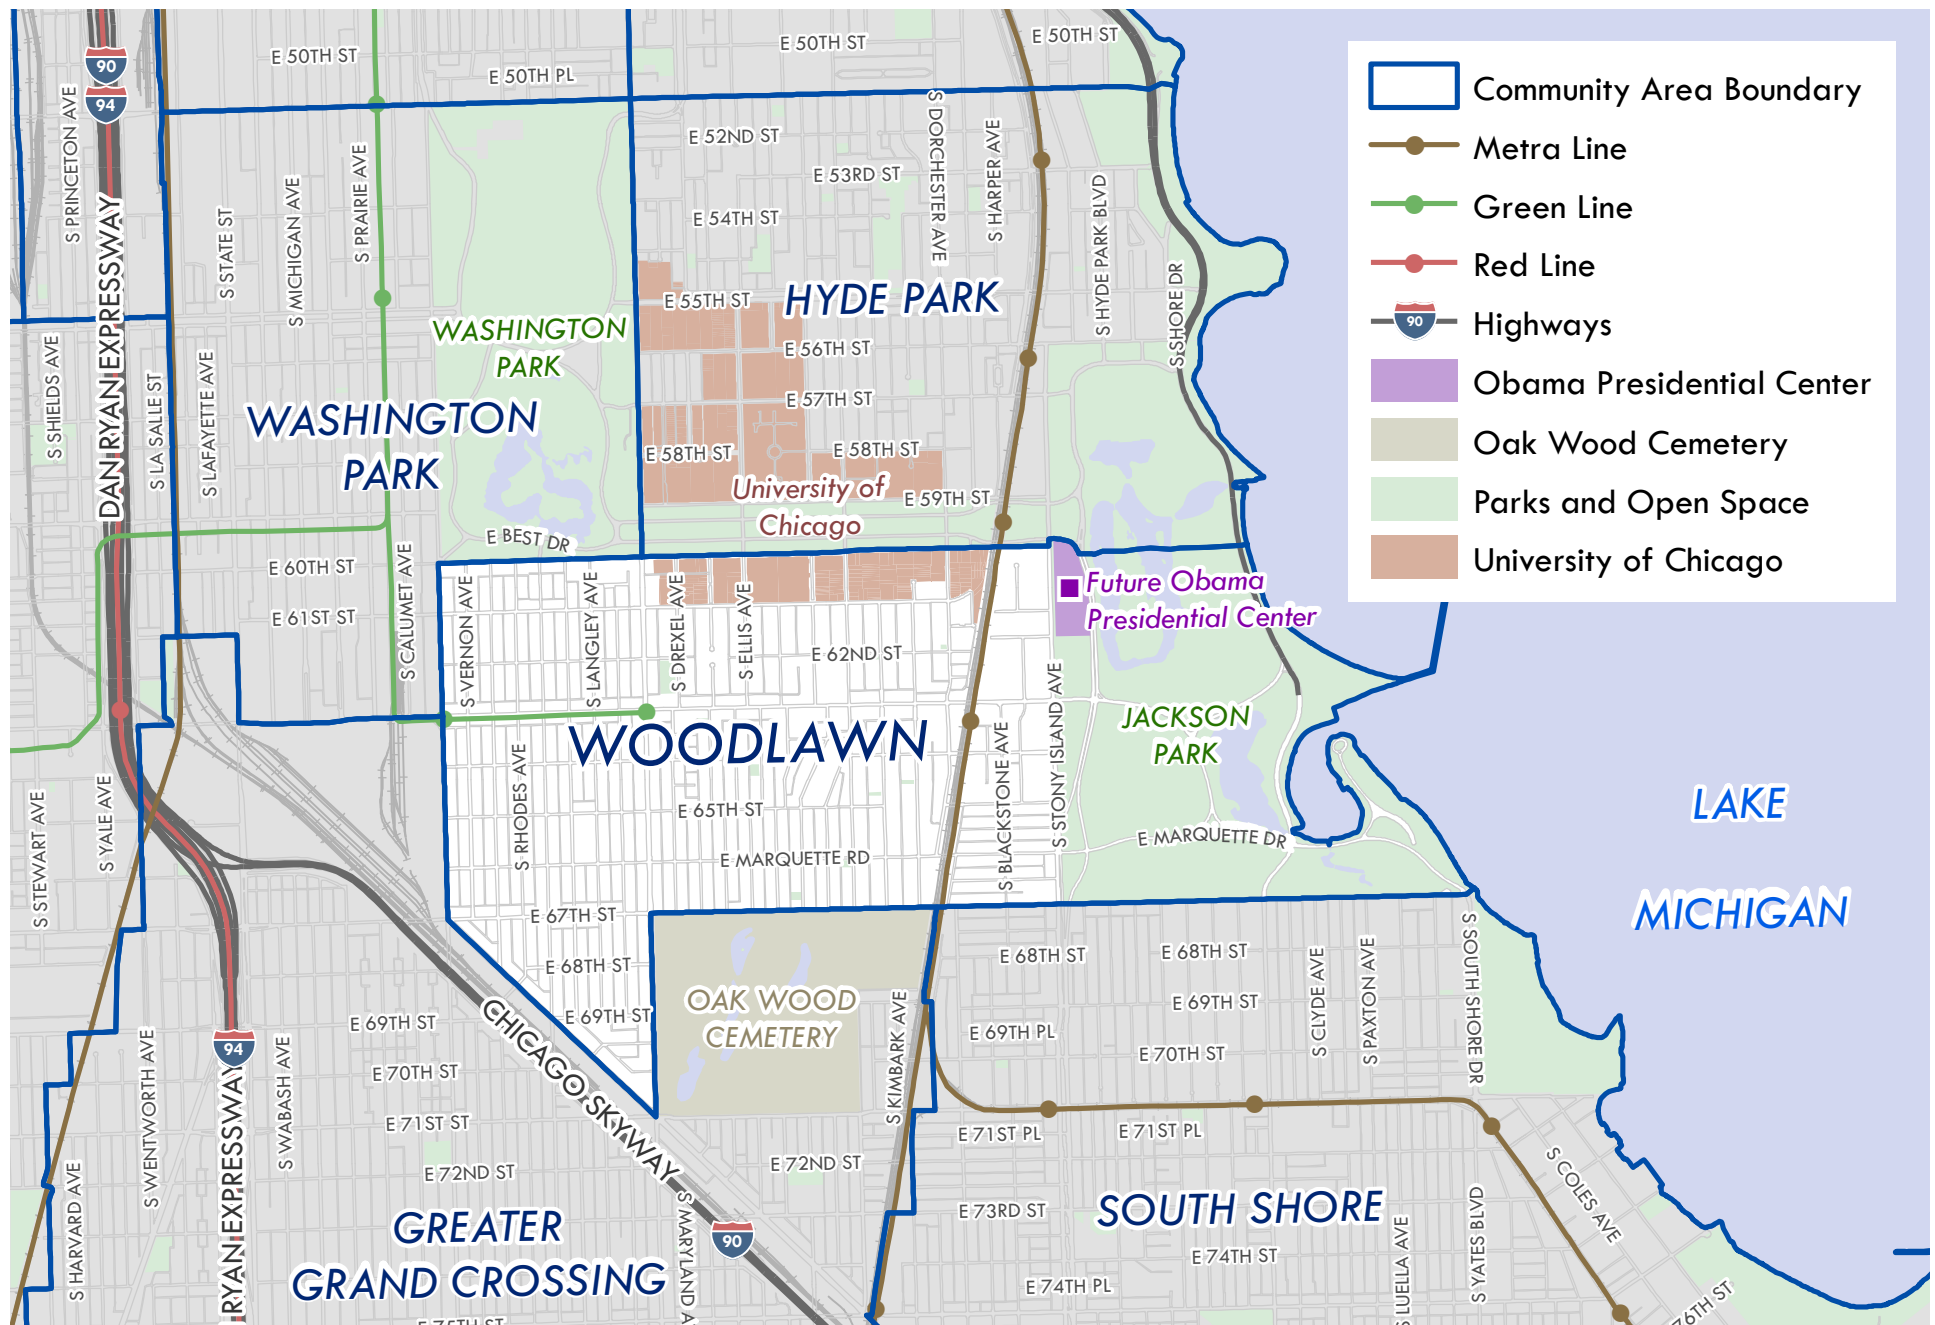 E 50TH ST
E 50TH ST
E 50TH ST
E 50TH PL
90
94
S PRINCETON AVE
DAN RYAN EXPRESSWAY
S STATE ST
S MICHIGAN AVE
S PRAIRIE AVE
E 52ND ST
E 53RD ST
E 54TH ST
S DORCHESTER AVE
S HARPER AVE
S HYDE PARK BLVD
S SHORE DR
E 55TH ST
HYDE PARK
WASHINGTON
PARK
E 56TH ST
E 57TH ST
E 58TH ST
E 58TH ST
University of
Chicago
E 59TH ST
S SHIELDS AVE
S LA SALLE ST
S LAFAYETTE AVE
WASHINGTON
PARK
E BEST DR
E 60TH ST
E 61ST ST
S CALUMET AVE
S VERNON AVE
S LANGLEY AVE
S DREXEL AVE
S ELLIS AVE
E 62ND ST
Future Obama
Presidential Center
S STONY ISLAND AVE
JACKSON
PARK
WOODLAWN
S RHODES AVE
S BLACKSTONE AVE
E 65TH ST
E MARQUETTE RD
E MARQUETTE DR
S STEWART AVE
S YALE AVE
E 67TH ST
E 68TH ST
E 69TH ST
OAK WOOD
CEMETERY
CHICAGO SKYWAY
S KIMBARK AVE
E 68TH ST
E 68TH ST
E 69TH ST
E 69TH PL
E 70TH ST
S CLYDE AVE
S PAXTON AVE
S SOUTH SHORE DR
LAKE
MICHIGAN
94
S WENTWORTH AVE
S WABASH AVE
E 69TH ST
E 70TH ST
E 71ST ST
E 72ND ST
E 72ND ST
E 71ST PL
E 71ST PL
S HARVARD AVE
RYAN EXPRESSWAY
GREATER
GRAND CROSSING
S MARYLAND A
90
E 73RD ST
SOUTH SHORE
E 74TH ST
E 74TH PL
S LUELLA AVE
S YATES BLVD
S COLES AVE
76TH ST
E 75TH ST
Community Area Boundary
Metra Line
Green Line
Red Line
90
Highways
Obama Presidential Center
Oak Wood Cemetery
Parks and Open Space
University of Chicago